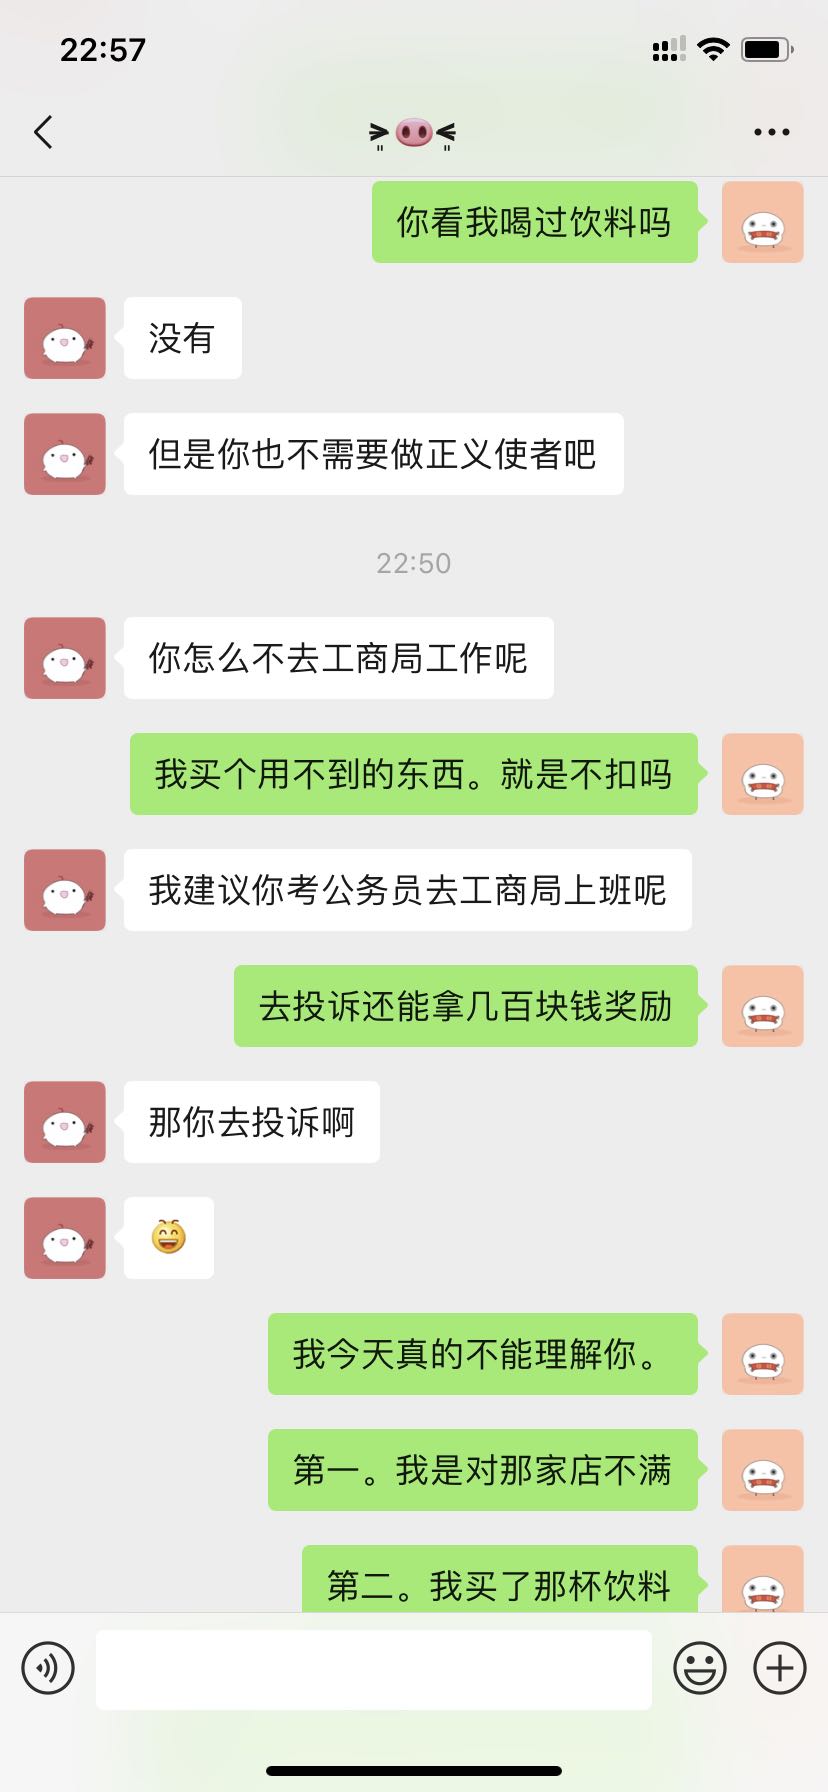 22:57
你看我喝过饮料吗
没有
但是你也不需要做正义使者吧
22:50
你怎么不去工商局工作呢
我买个用不到的东西。就是不扣吗
我建议你考公务员去工商局上班呢
去投诉还能拿几百块钱奖励
那你去投诉啊
我今天真的不能理解你。
第一。我是对那家店不满
第二。我买了那杯饮料